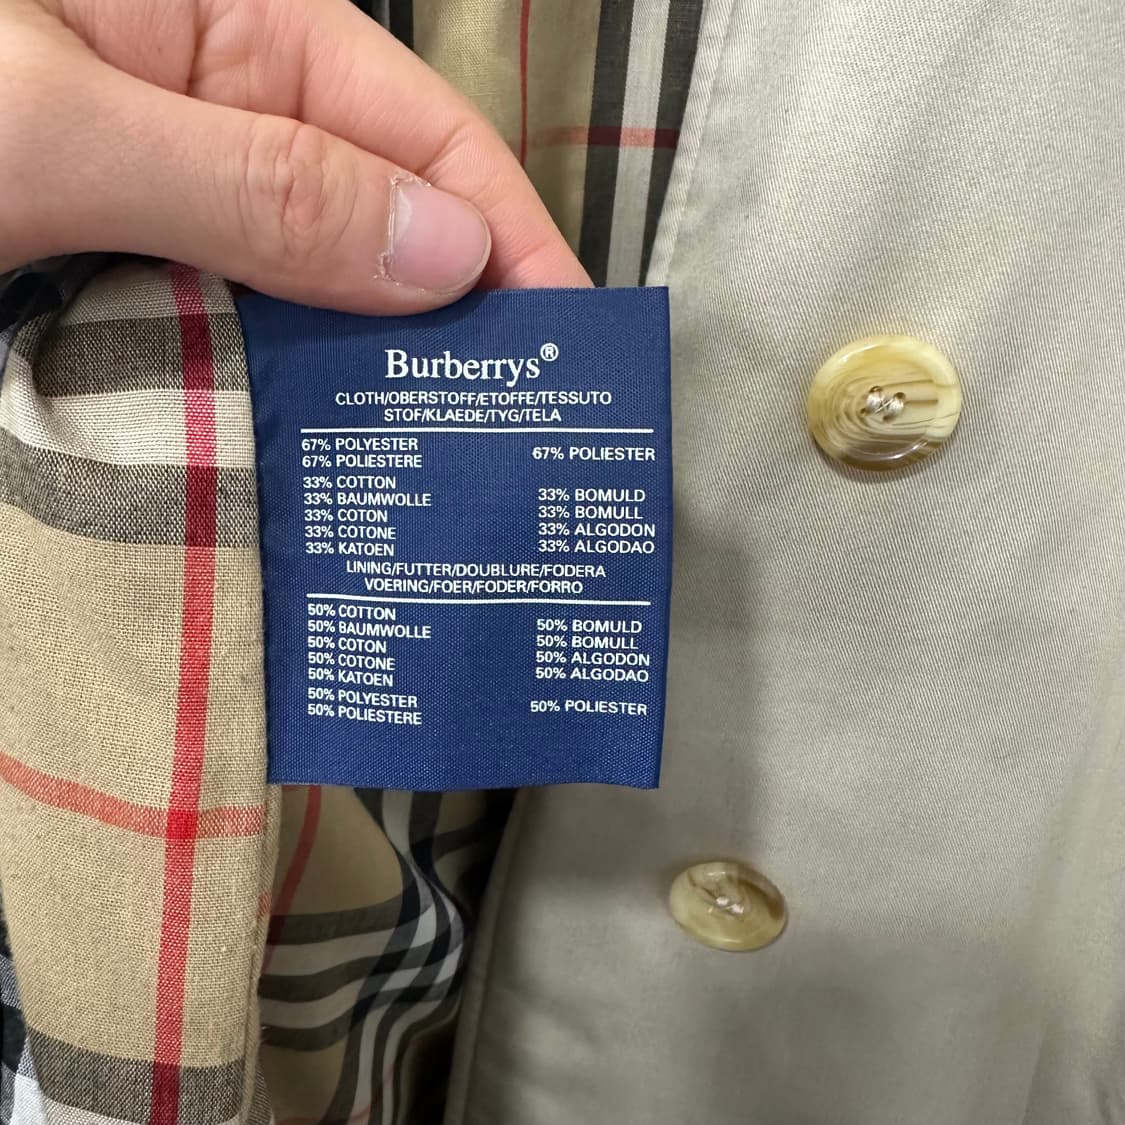 Burberrys®
CLOTH/OBERSTOFF/ETOFFE/TESSUTO
STOF/KLAEDE/TYG/TELA
67% POLYESTER
67% POLIESTERE
67% POLIESTER
33% COTTON
33% BAUMWOLLE
33% COTON
33% COTONE
33% KATOEN
33% BOMULD
33% BOMULL
33% ALGODON
33% ALGODAO
LINING/FUTTER/DOUBLURE/FODERA
VOERING/FOER/FODER/FORRO
50% COTTON
50% BAUMWOLLE
50% COTON
50% COTONE
50% KATOEN
50% BOMULD
50% BOMULL
50% ALGODON
50% ALGODAO
50% POLYESTER
50% POLIESTERE
50% POLIESTER